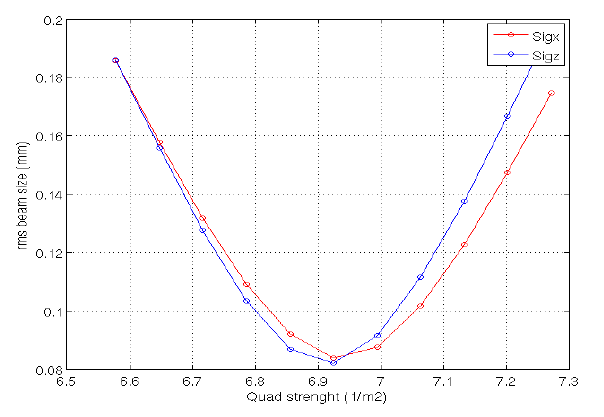 0.2
Sigx
Sigz
0.18
0.16
0.14
0.12
0.1
0.08
rms beam size (mm)
6.5 6.6 6.7 6.8 6.9 7 7.1 7.2 7.3
Quad strenght (1/m2)